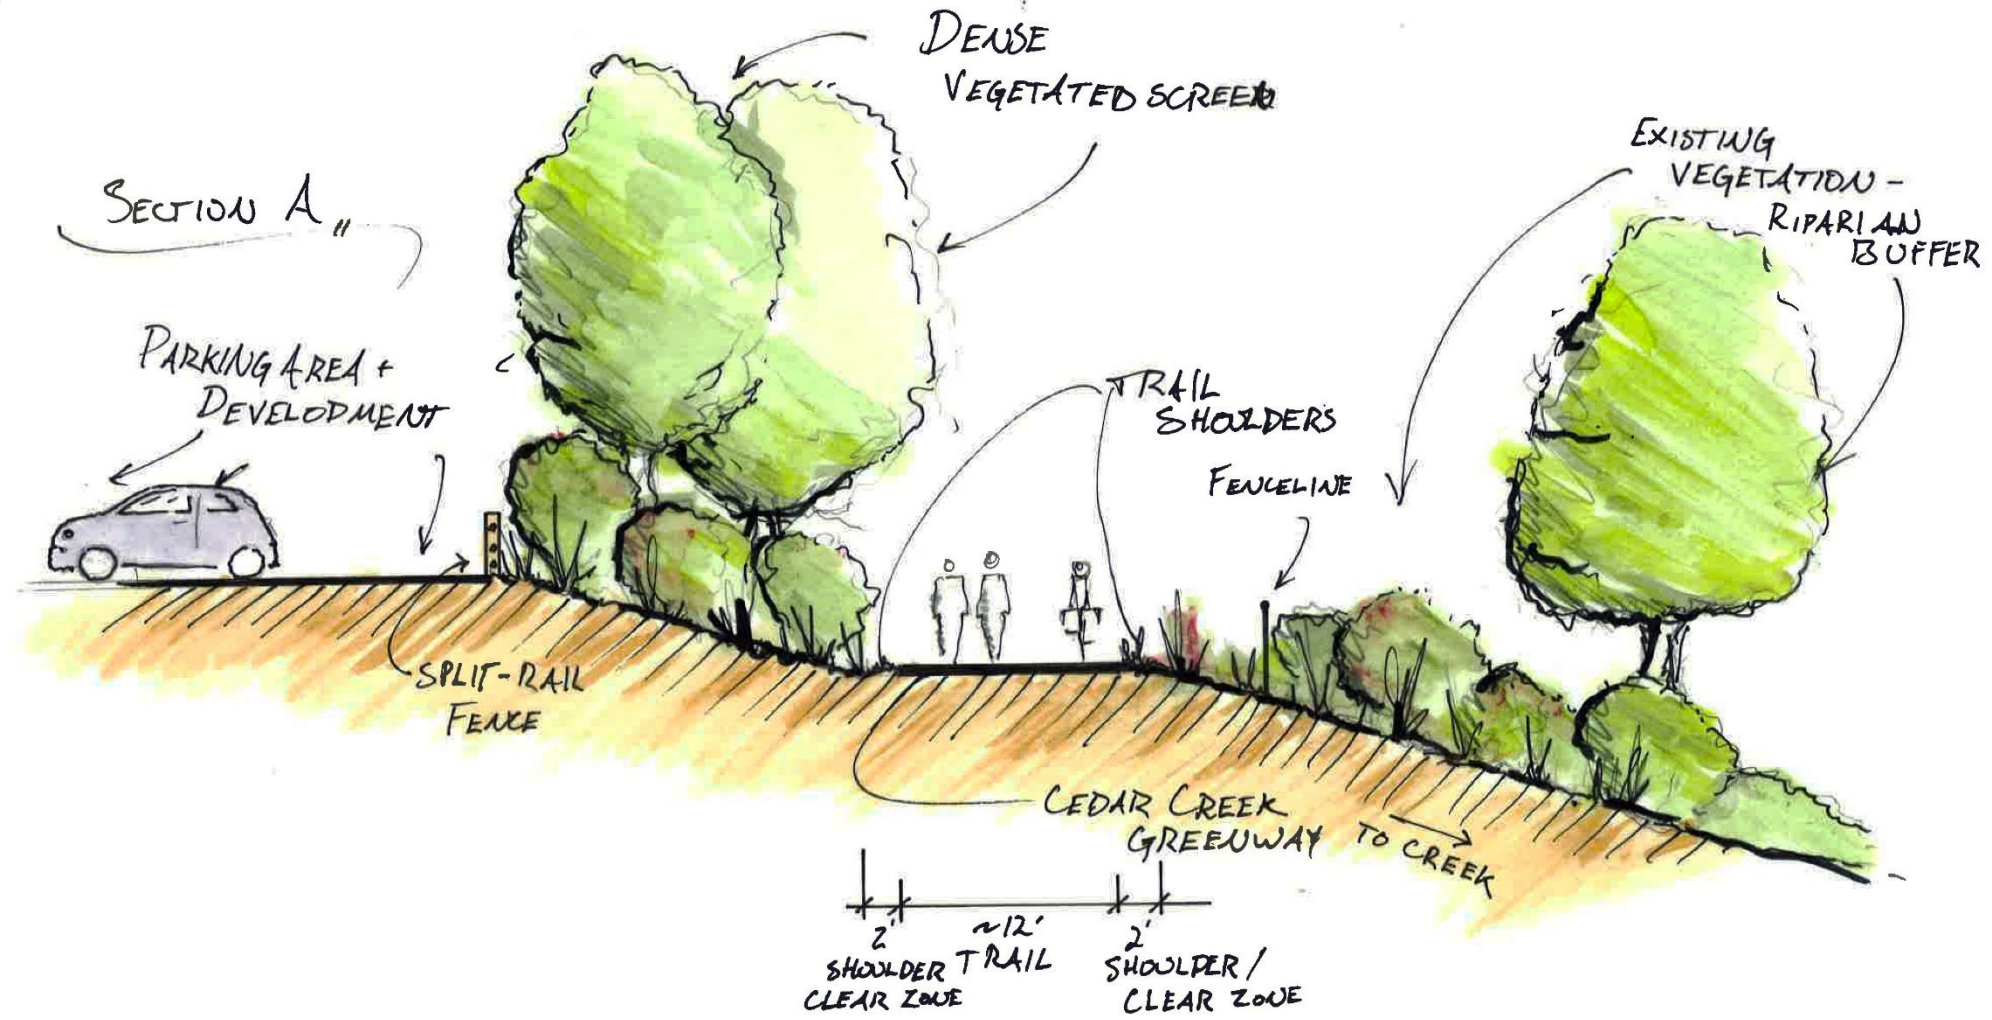 DENSE
VEGETATED SCREEN
EXISTING
VEGETATION -
RIPARIAN
BUFFER
SECTION A
PARKING AREA +
DEVELOPMENT
TRAIL
SHOULDERS
FENCELINE
SPLIT-RAIL
FENCE
CEDAR CREEK
GREENWAY
TO CREEK
2'
SHOULDER
CLEAR ZONE
~12'
TRAIL
2'
SHOULDER /
CLEAR ZONE